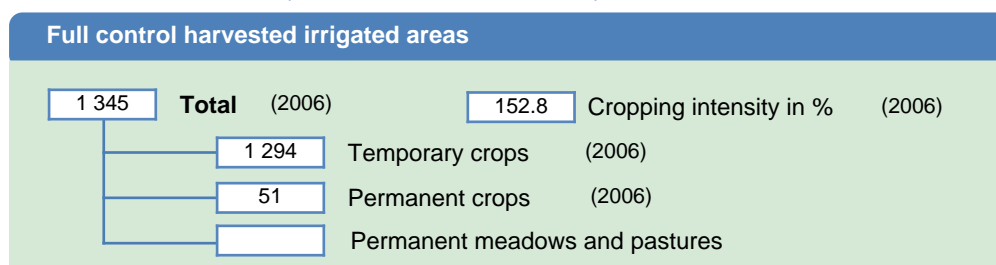 Full control harvested irrigated areas
1 345 Total (2006) 152.8 Cropping intensity in % (2006)
1 294 Temporary crops (2006)
51 Permanent crops (2006)
Permanent meadows and pastures